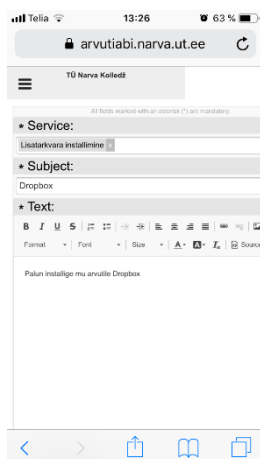 Telia 13:26 63 %
arvutiabi.narva.ut.ee
TÜ Narva Kolledž
All fields marked with an asterisk (*) are mandatory.
* Service:
Lisatarkvara installimine
* Subject:
Dropbox
* Text:
B I U S
Format Font Size A A Ix Source
Palun installige mu arvutile Dropbox